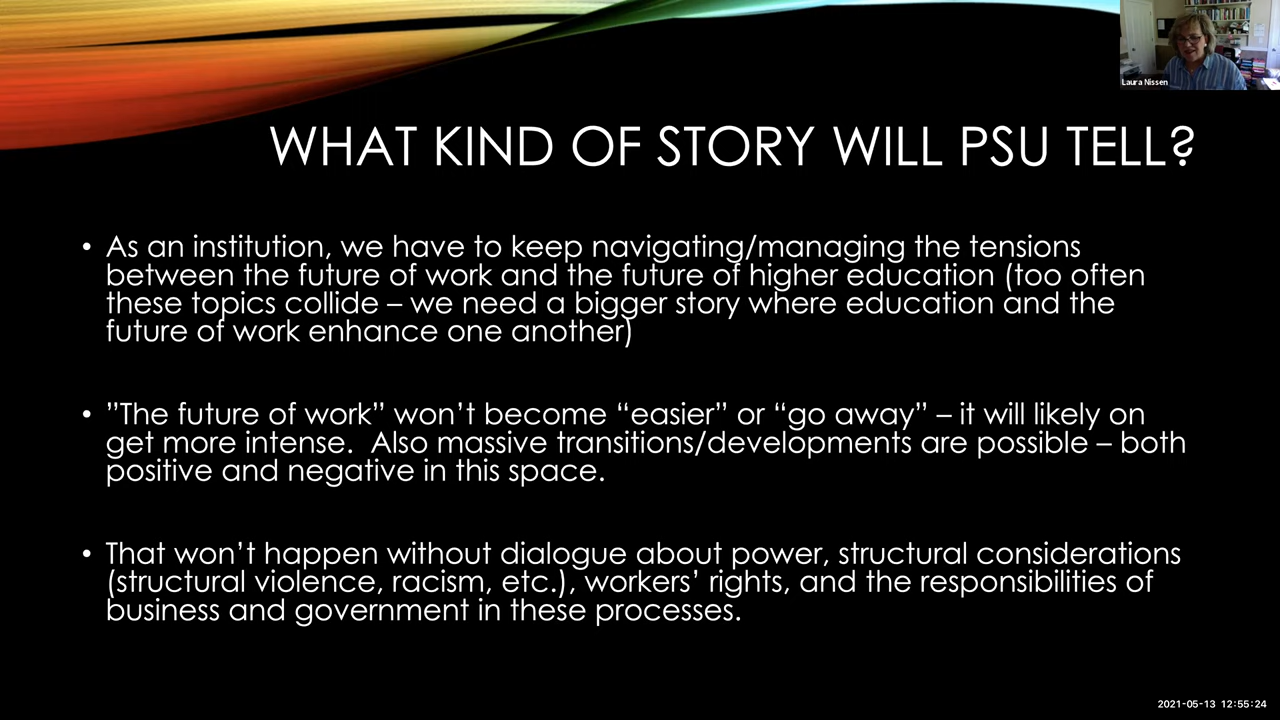 Laura Nissen
WHAT KIND OF STORY WILL PSU TELL?
• As an institution, we have to keep navigating/managing the tensions
between the future of work and the future of higher education (too often
these topics collide – we need a bigger story where education and the
future of work enhance one another)
• ”The future of work” won’t become “easier” or “go away” – it will likely on
get more intense.  Also massive transitions/developments are possible – both
positive and negative in this space.
• That won’t happen without dialogue about power, structural considerations
(structural violence, racism, etc.), workers’ rights, and the responsibilities of
business and government in these processes.
2021-05-13 12:55:24